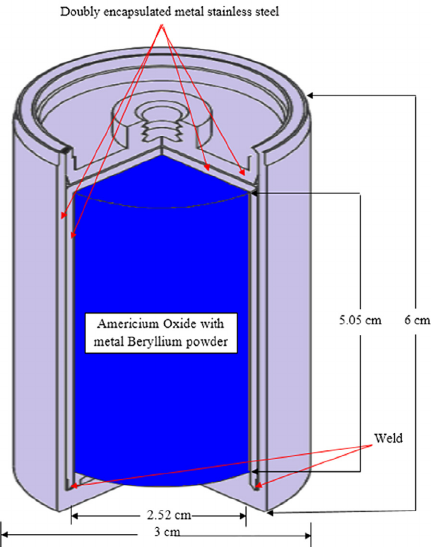 Doubly encapsulated metal stainless steel
Americium Oxide with
metal Beryllium powder
5.05 cm
6 cm
Weld
2.52 cm
3 cm